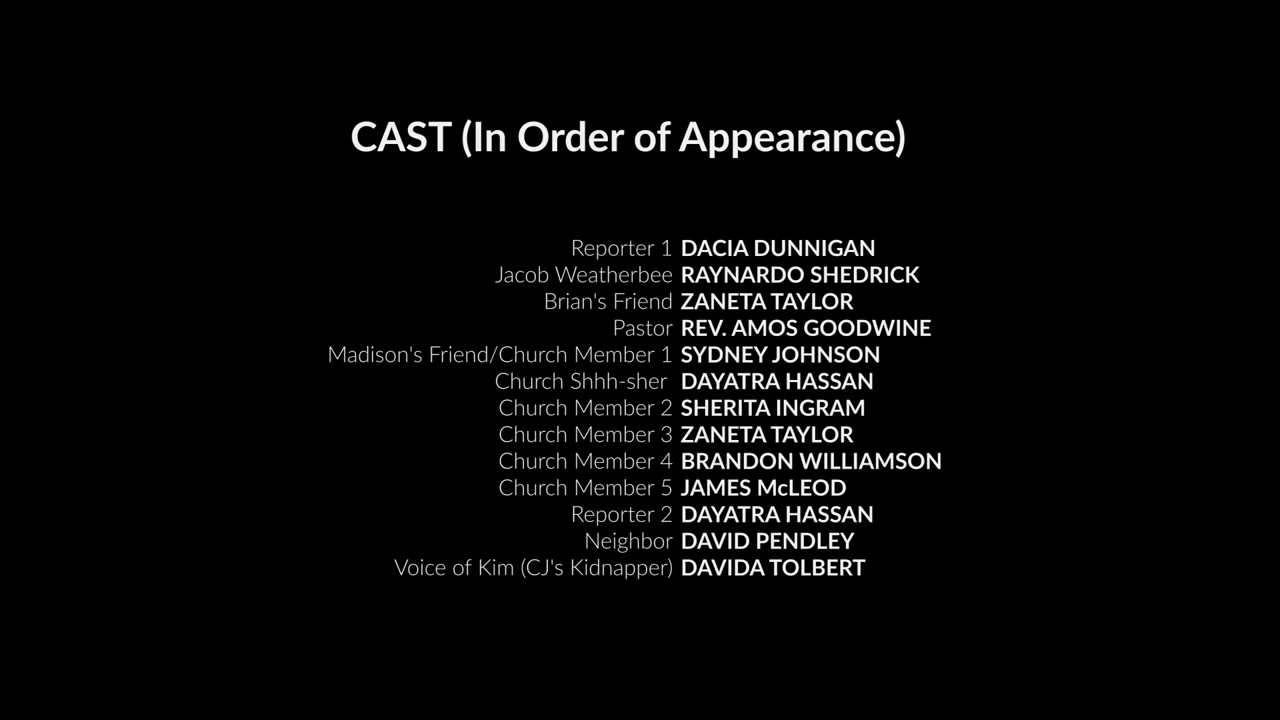 CAST (In Order of Appearance)
Reporter 1 DACIA DUNNIGAN
Jacob Weatherbee RAYNARDO SHEDRICK
Brian's Friend ZANETA TAYLOR
Pastor REV. AMOS GOODWINE
Madison's Friend/Church Member 1 SYDNEY JOHNSON
Church Shhh-sher DAYATRA HASSAN
Church Member 2 SHERITA INGRAM
Church Member 3 ZANETA TAYLOR
Church Member 4 BRANDON WILLIAMSON
Church Member 5 JAMES McLEOD
Reporter 2 DAYATRA HASSAN
Neighbor DAVID PENDLEY
Voice of Kim (CJ's Kidnapper) DAVIDA TOLBERT